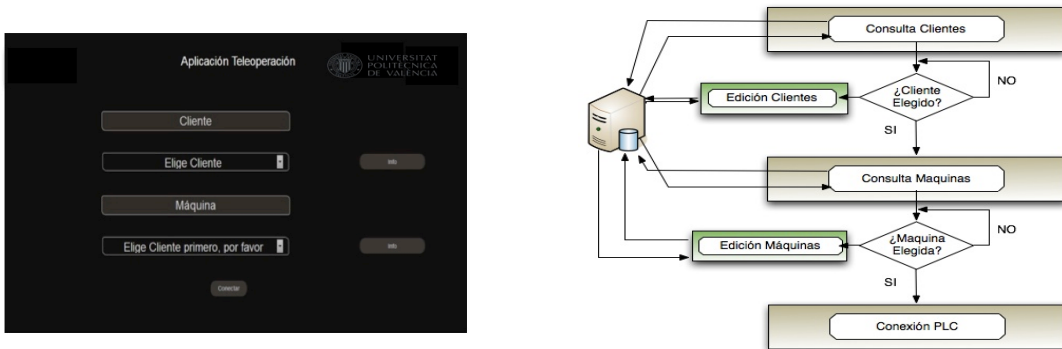 Aplicación Teleoperación
UNIVERSITAT
POLITÈCNICA
DE VALÈNCIA
Cliente
Elige Cliente
Info
Máquina
Elige Cliente primero, por favor
Info
Conectar
Consulta Clientes
NO
¿Cliente
Elegido?
Edición Clientes
SI
Consulta Maquinas
NO
¿Maquina
Elegida?
Edición Máquinas
SI
Conexión PLC